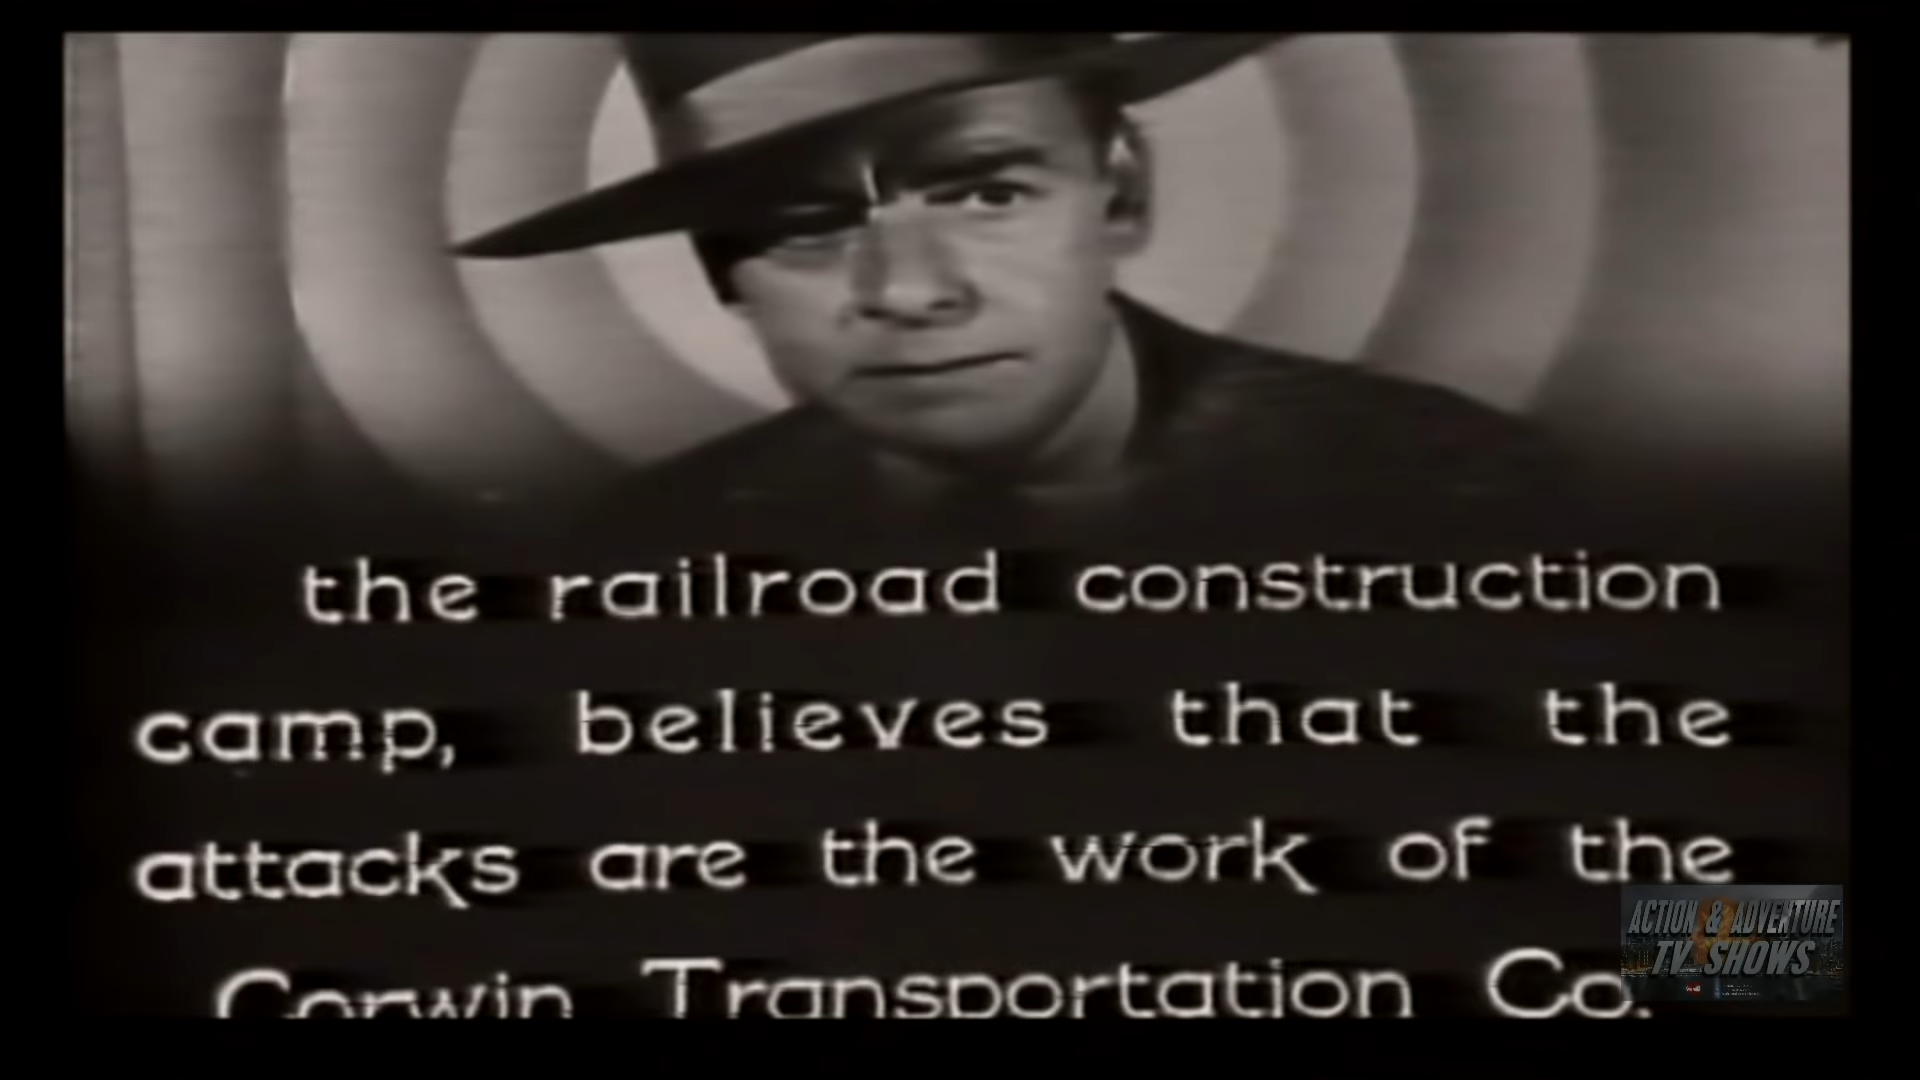 the railroad construction
camp, believes that the
attacks are the work of the
Corwin Transportation Co.
ACTION & ADVENTURE
TV SHOWS